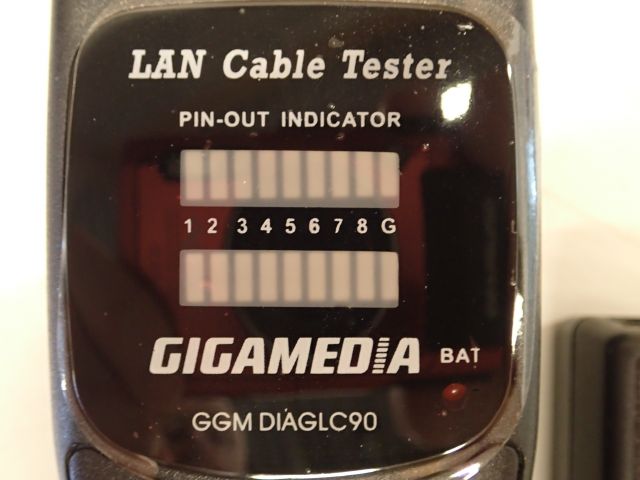 LAN Cable Tester
PIN-OUT INDICATOR
1 2 3 4 5 6 7 8 G
GIGAMEDIA
BAT
GGM DIAGLC90